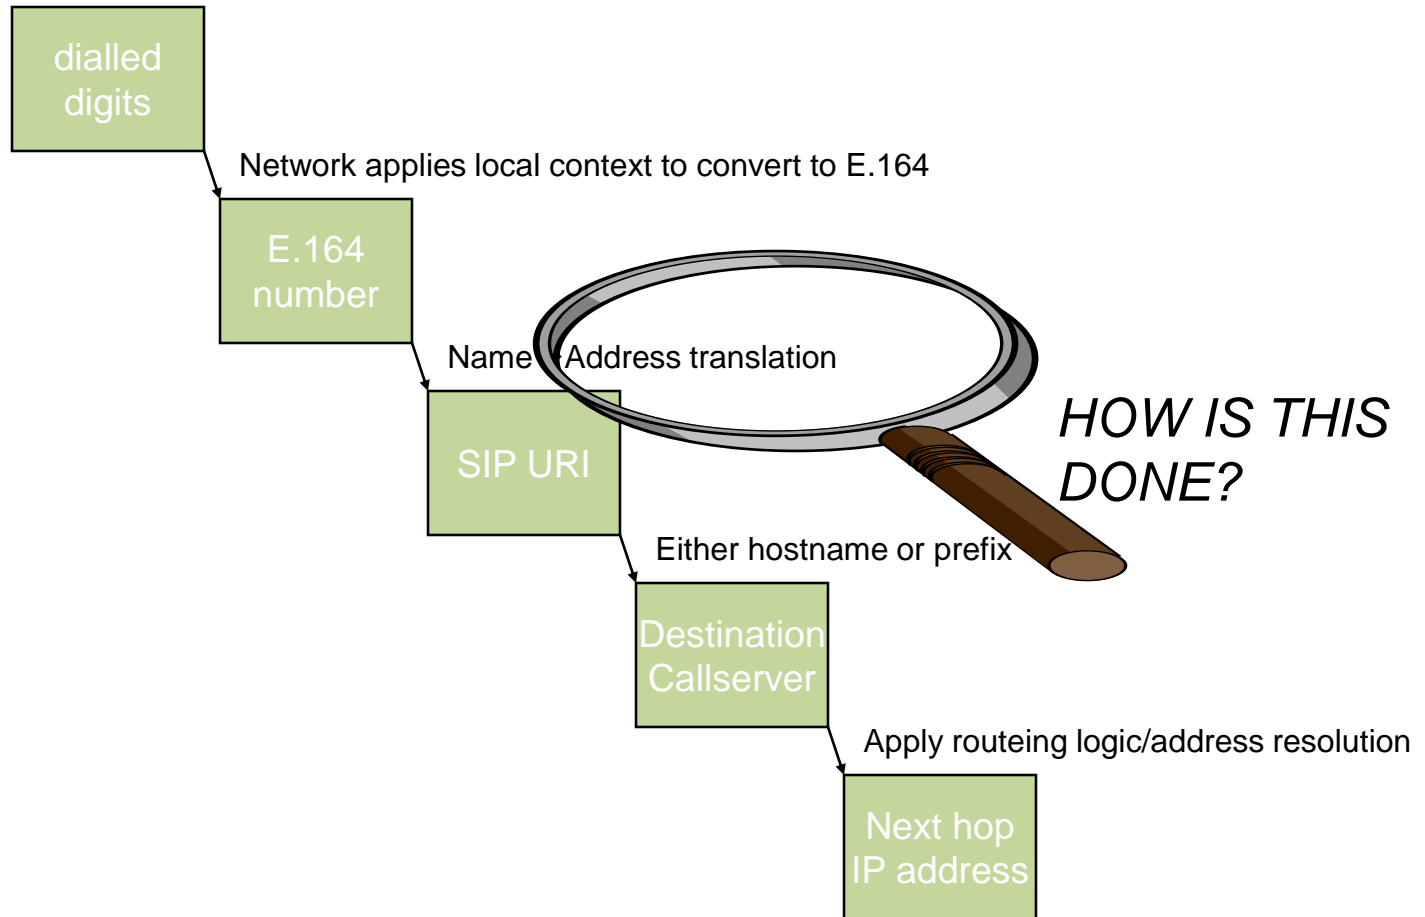 dialled
digits
Network applies local context to convert to E.164
E.164
number
Name Address translation
SIP URI
HOW IS THIS
DONE?
Either hostname or prefix
Destination
Callserver
Apply routeing logic/address resolution
Next hop
IP address